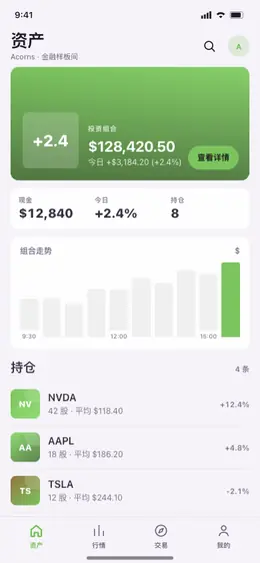 9:41
资产
Acorns · 金融样板间
A
+2.4
投资组合
$128,420.50
今日 +$3,184.20 (+2.4%)
查看详情
现金
今日
持仓
$12,840
+2.4%
8
组合走势
$
9:30
12:00
15:00
持仓
4 条
NV
NVDA
42 股 · 平均 $118.40
+12.4%
AA
AAPL
18 股 · 平均 $186.20
+4.8%
TS
TSLA
12 股 · 平均 $244.10
-2.1%
资产
行情
交易
我的